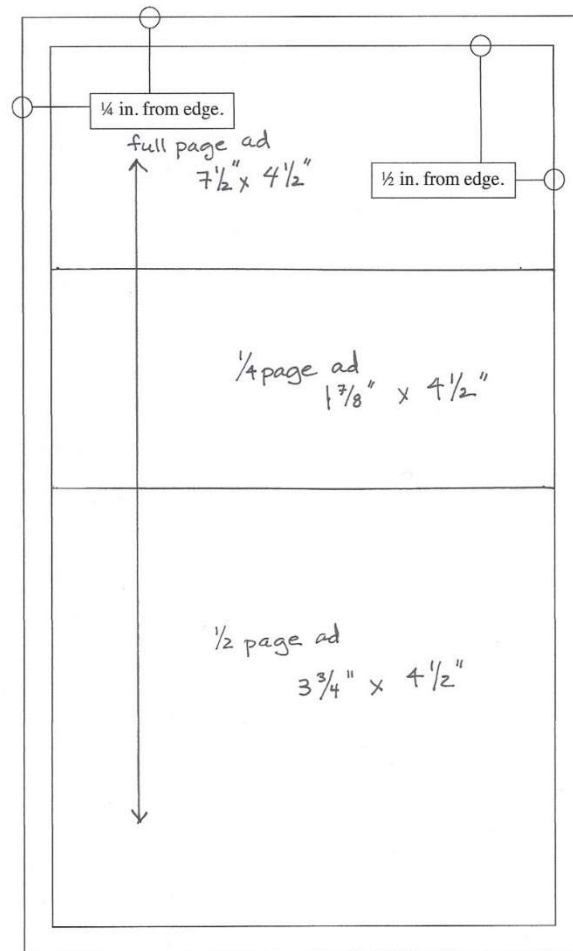 ¼ in. from edge.
full page ad
7½" x 4½"
½ in. from edge.
¼ page ad
1⅞" x 4½"
½ page ad
3¾" x 4½"